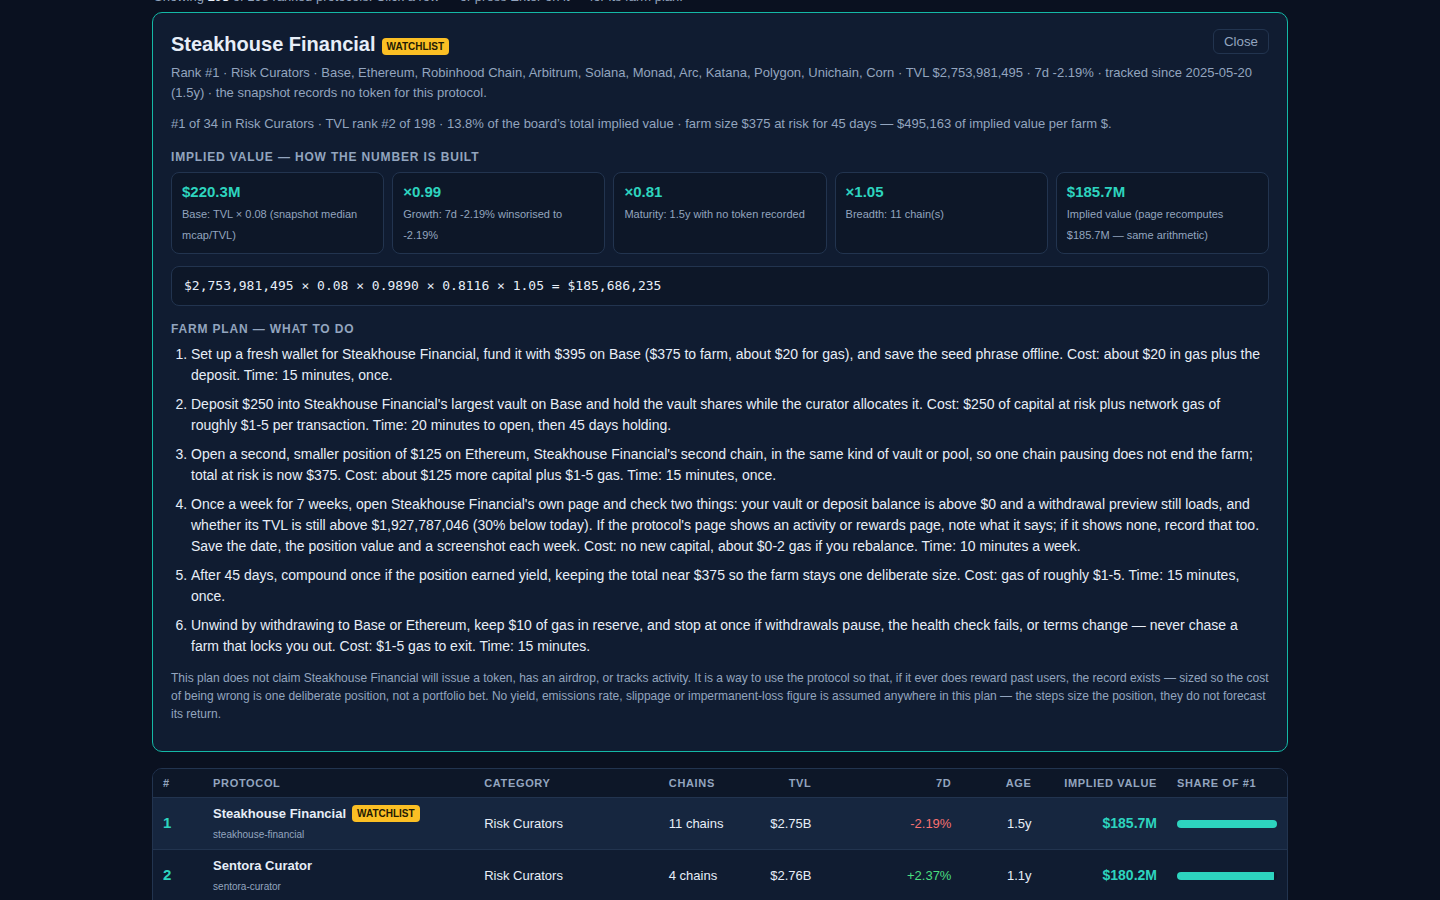 Steakhouse Financial WATCHLIST
Close
Rank #1 · Risk Curators · Base, Ethereum, Robinhood Chain, Arbitrum, Solana, Monad, Arc, Katana, Polygon, Unichain, Corn · TVL $2,753,981,495 · 7d -2.19% · tracked since 2025-05-20
(1.5y) · the snapshot records no token for this protocol.
#1 of 34 in Risk Curators · TVL rank #2 of 198 · 13.8% of the board's total implied value · farm size $375 at risk for 45 days — $495,163 of implied value per farm $.
IMPLIED VALUE — HOW THE NUMBER IS BUILT
$220.3M
Base: TVL × 0.08 (snapshot median
mcap/TVL)
×0.99
Growth: 7d -2.19% winsorised to
-2.19%
×0.81
Maturity: 1.5y with no token recorded
×1.05
Breadth: 11 chain(s)
$185.7M
Implied value (page recomputes
$185.7M — same arithmetic)
$2,753,981,495 × 0.08 × 0.9890 × 0.8116 × 1.05 = $185,686,235
FARM PLAN — WHAT TO DO
1. Set up a fresh wallet for Steakhouse Financial, fund it with $395 on Base ($375 to farm, about $20 for gas), and save the seed phrase offline. Cost: about $20 in gas plus the
deposit. Time: 15 minutes, once.
2. Deposit $250 into Steakhouse Financial's largest vault on Base and hold the vault shares while the curator allocates it. Cost: $250 of capital at risk plus network gas of
roughly $1-5 per transaction. Time: 20 minutes to open, then 45 days holding.
3. Open a second, smaller position of $125 on Ethereum, Steakhouse Financial's second chain, in the same kind of vault or pool, so one chain pausing does not end the farm;
total at risk is now $375. Cost: about $125 more capital plus $1-5 gas. Time: 15 minutes, once.
4. Once a week for 7 weeks, open Steakhouse Financial's own page and check two things: your vault or deposit balance is above $0 and a withdrawal preview still loads, and
whether its TVL is still above $1,927,787,046 (30% below today). If the protocol's page shows an activity or rewards page, note what it says; if it shows none, record that too.
Save the date, the position value and a screenshot each week. Cost: no new capital, about $0-2 gas if you rebalance. Time: 10 minutes a week.
5. After 45 days, compound once if the position earned yield, keeping the total near $375 so the farm stays one deliberate size. Cost: gas of roughly $1-5. Time: 15 minutes,
once.
6. Unwind by withdrawing to Base or Ethereum, keep $10 of gas in reserve, and stop at once if withdrawals pause, the health check fails, or terms change — never chase a
farm that locks you out. Cost: $1-5 gas to exit. Time: 15 minutes.
This plan does not claim Steakhouse Financial will issue a token, has an airdrop, or tracks activity. It is a way to use the protocol so that, if it ever does reward past users, the record exists — sized so the cost
of being wrong is one deliberate position, not a portfolio bet. No yield, emissions rate, slippage or impermanent-loss figure is assumed anywhere in this plan — the steps size the position, they do not forecast
its return.
# PROTOCOL CATEGORY CHAINS TVL 7D AGE IMPLIED VALUE SHARE OF #1
1 Steakhouse Financial WATCHLIST Risk Curators 11 chains $2.75B -2.19% 1.5y $185.7M
steakhouse-financial
2 Sentora Curator Risk Curators 4 chains $2.76B +2.37% 1.1y $180.2M
sentora-curator